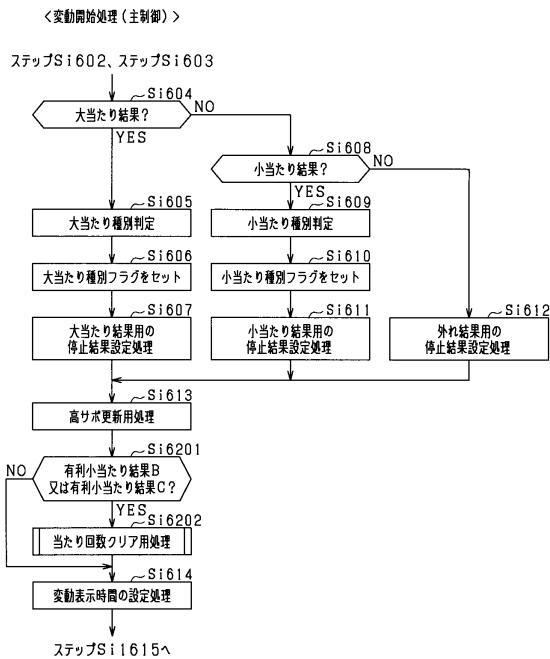 ＜変動開始処理（主制御）＞
ステップSi602、ステップSi603
Si604
大当たり結果？
NO
YES
Si608
小当たり結果？
NO
YES
Si605
大当たり種別判定
Si609
小当たり種別判定
Si606
大当たり種別フラグをセット
Si610
小当たり種別フラグをセット
Si607
大当たり結果用の
停止結果設定処理
Si611
小当たり結果用の
停止結果設定処理
Si612
外れ結果用の
停止結果設定処理
Si613
高サポ更新用処理
Si6201
NO
有利小当たり結果B
又は有利小当たり結果C？
YES
Si6202
当たり回数クリア用処理
Si614
変動表示時間の設定処理
ステップSi1615へ